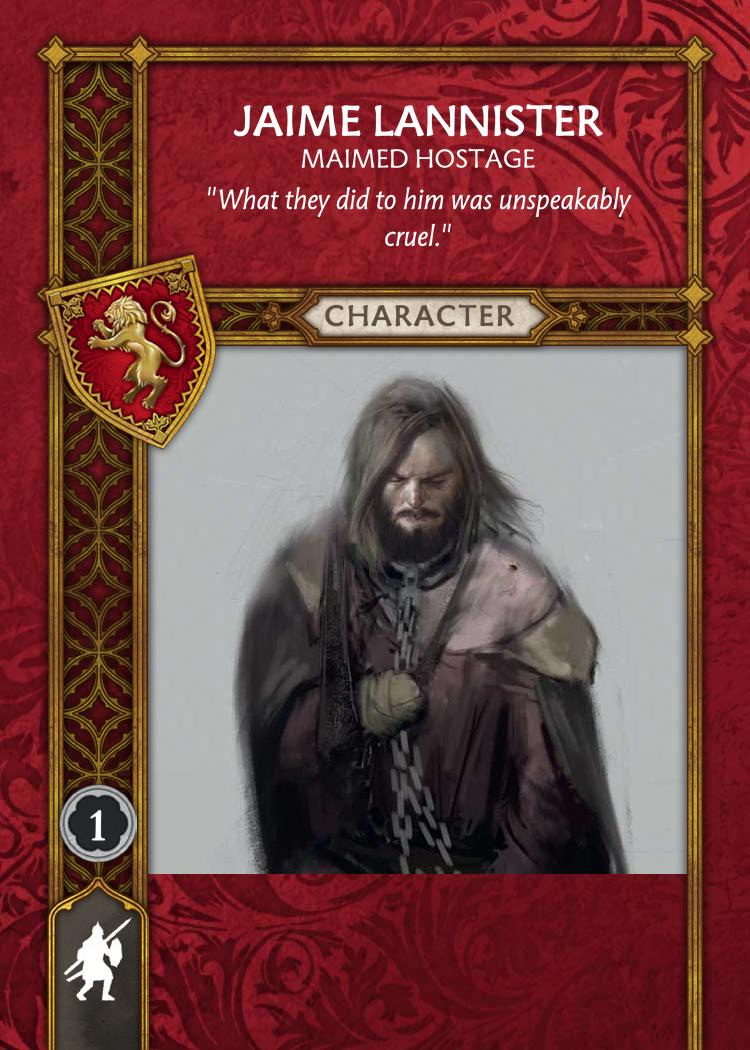 JAIME LANNISTER
MAIMED HOSTAGE
"What they did to him was unspeakably
cruel."
CHARACTER
1